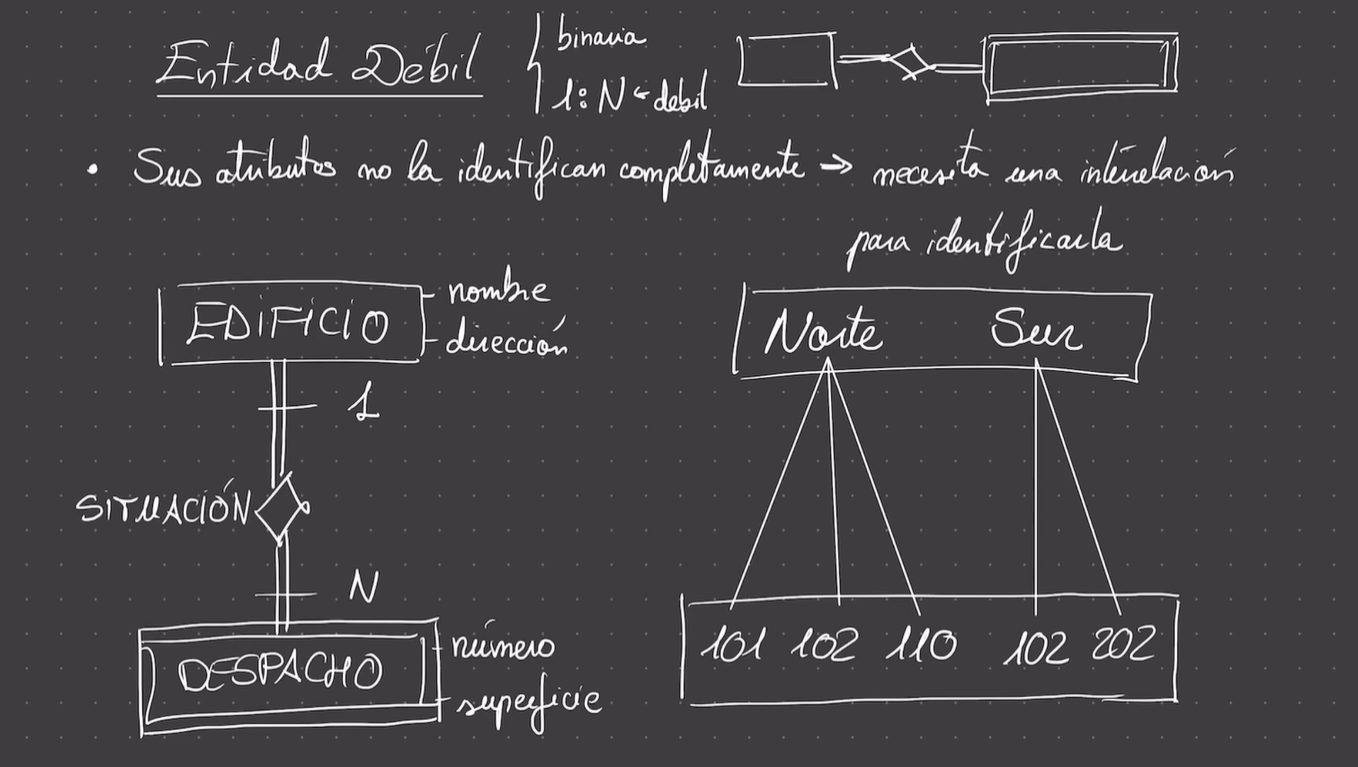 Entidad Débil
binaria
1:N ← debil
• Sus atributos no la identifican completamente → necesita una interrelación
para identificarla
EDIFICIO
nombre
dirección
1
SITUACIÓN
N
DESPACHO
número
superficie
Norte Sur
101 102 110 102 202